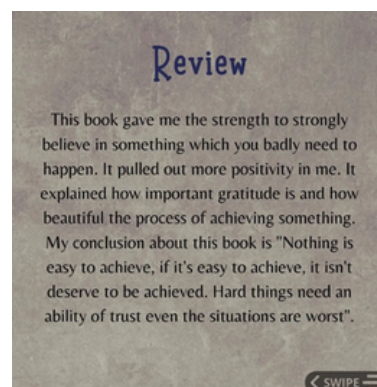 Review
This book gave me the strength to strongly
believe in something which you badly need to
happen. It pulled out more positivity in me. It
explained how important gratitude is and how
beautiful the process of achieving something.
My conclusion about this book is "Nothing is
easy to achieve, if it's easy to achieve, it isn't
deserve to be achieved. Hard things need an
ability of trust even the situations are worst".
SWIPE